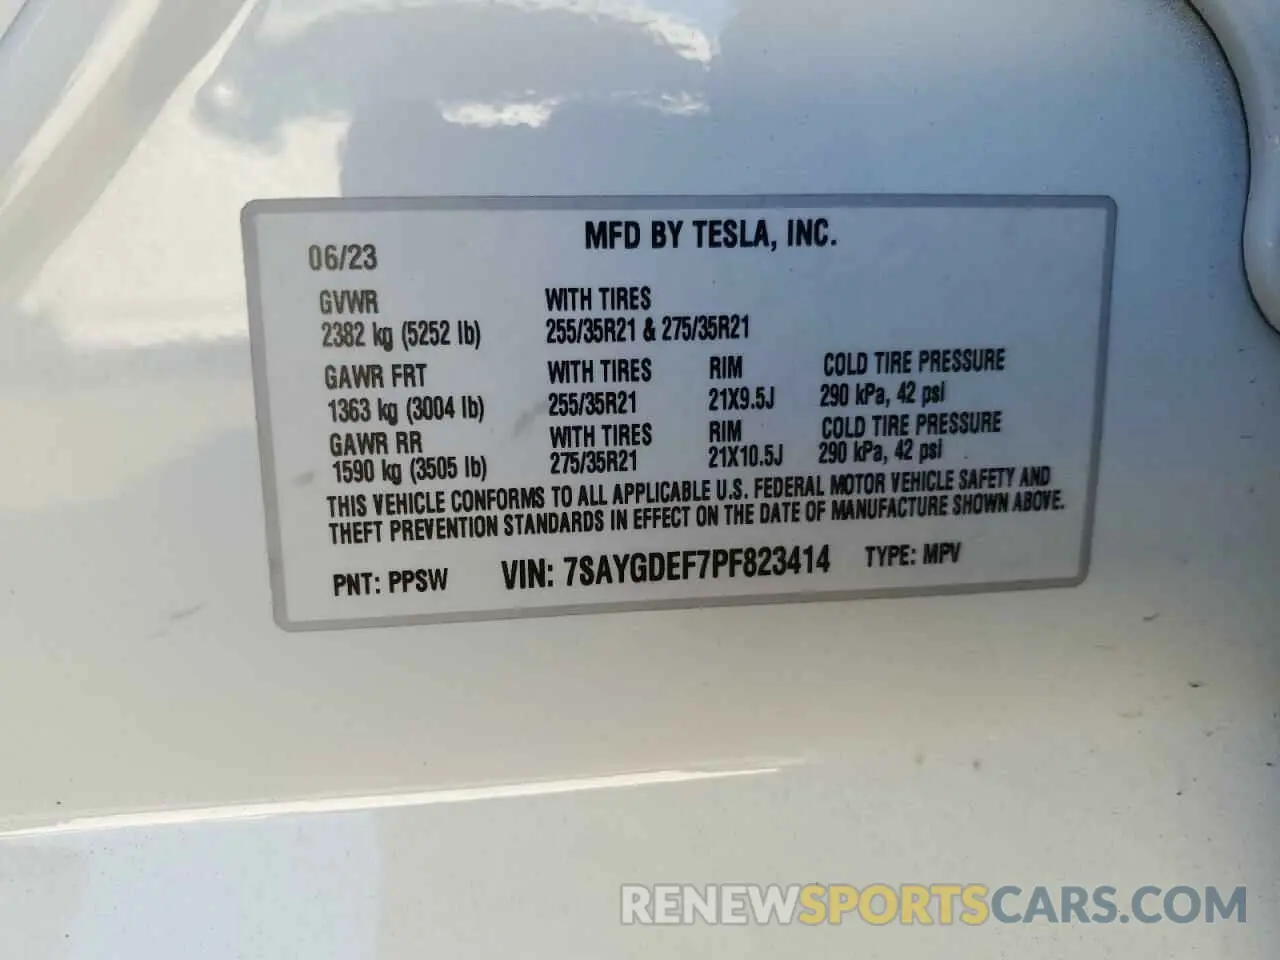 MFD BY TESLA, INC.
06/23
GVWR WITH TIRES
2382 kg (5252 lb) 255/35R21 & 275/35R21
GAWR FRT WITH TIRES RIM COLD TIRE PRESSURE
1363 kg (3004 lb) 255/35R21 21X9.5J 290 kPa, 42 psi
GAWR RR WITH TIRES RIM COLD TIRE PRESSURE
1590 kg (3505 lb) 275/35R21 21X10.5J 290 kPa, 42 psi
THIS VEHICLE CONFORMS TO ALL APPLICABLE U.S. FEDERAL MOTOR VEHICLE SAFETY AND
THEFT PREVENTION STANDARDS IN EFFECT ON THE DATE OF MANUFACTURE SHOWN ABOVE.
PNT: PPSW VIN: 7SAYGDEF7PF823414 TYPE: MPV
RENEWSPORTSCARS.COM